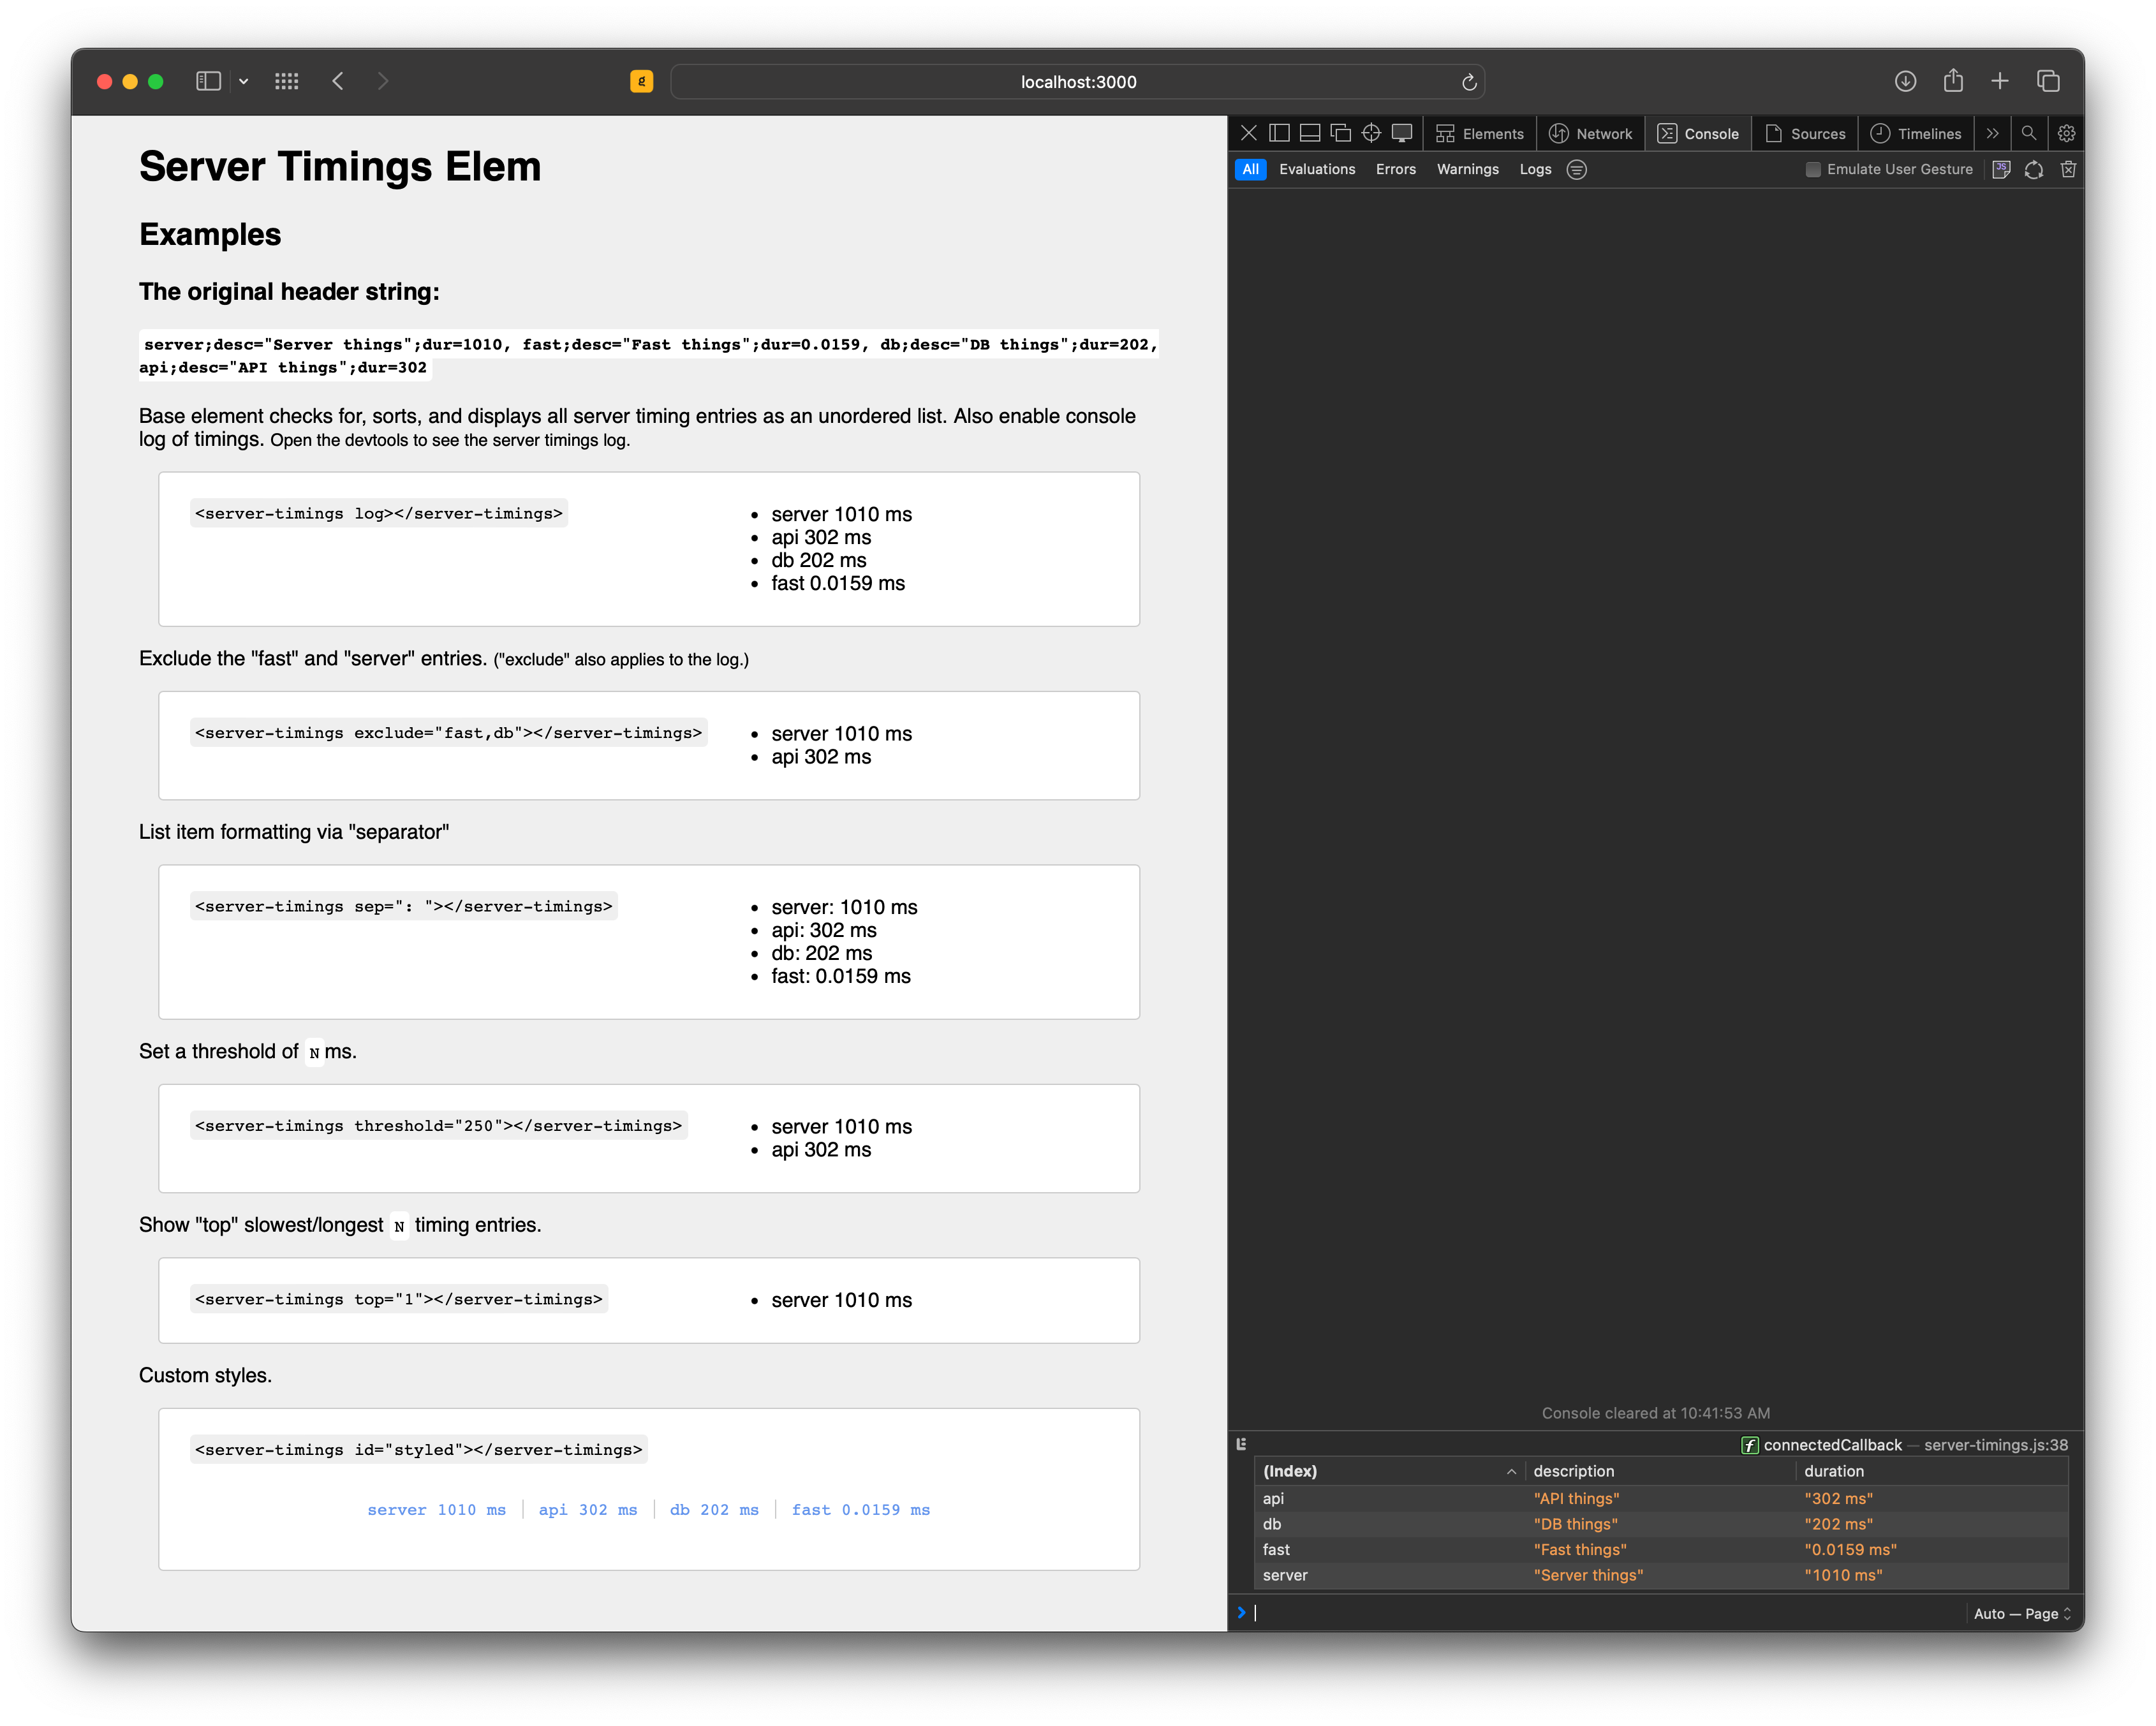 localhost:3000
Server Timings Elem
Examples
The original header string:
server;desc="Server things";dur=1010, fast;desc="Fast things";dur=0.0159, db;desc="DB things";dur=202,
api;desc="API things";dur=302
Base element checks for, sorts, and displays all server timing entries as an unordered list. Also enable console
log of timings. Open the devtools to see the server timings log.
<server-timings log></server-timings>
• server 1010 ms
• api 302 ms
• db 202 ms
• fast 0.0159 ms
Exclude the "fast" and "server" entries. ("exclude" also applies to the log.)
<server-timings exclude="fast,db"></server-timings>
• server 1010 ms
• api 302 ms
List item formatting via "separator"
<server-timings sep=": "></server-timings>
• server: 1010 ms
• api: 302 ms
• db: 202 ms
• fast: 0.0159 ms
Set a threshold of N ms.
<server-timings threshold="250"></server-timings>
• server 1010 ms
• api 302 ms
Show "top" slowest/longest N timing entries.
<server-timings top="1"></server-timings>
• server 1010 ms
Custom styles.
<server-timings id="styled"></server-timings>
server 1010 ms | api 302 ms | db 202 ms | fast 0.0159 ms
Elements Network Console Sources Timelines
All Evaluations Errors Warnings Logs Emulate User Gesture JS
Console cleared at 10:41:53 AM
f connectedCallback — server-timings.js:38
(Index) description duration
api "API things" "302 ms"
db "DB things" "202 ms"
fast "Fast things" "0.0159 ms"
server "Server things" "1010 ms"
Auto — Page